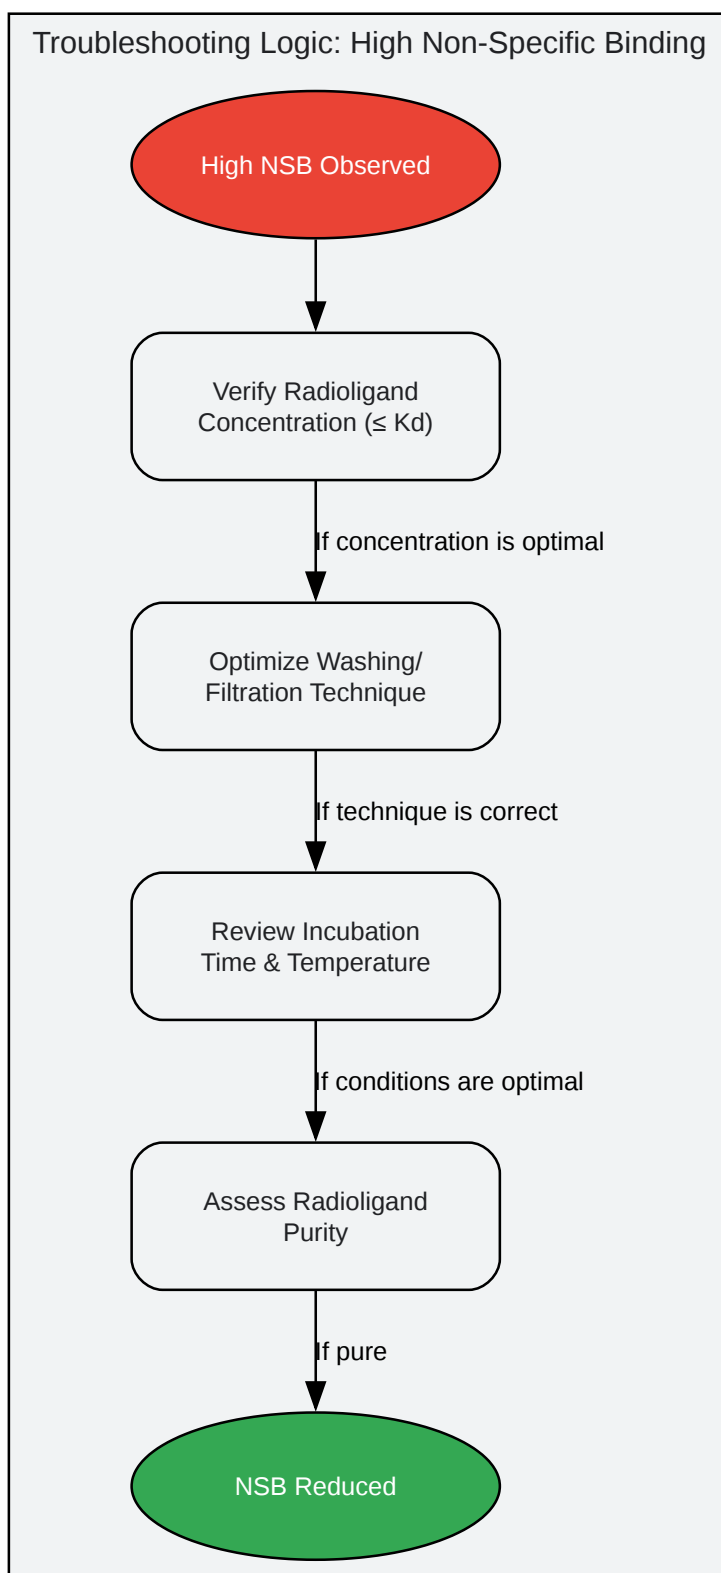 Troubleshooting Logic: High Non-Specific Binding
High NSB Observed
Verify Radioligand
Concentration (≤ Kd)
If concentration is optimal
Optimize Washing/
Filtration Technique
If technique is correct
Review Incubation
Time & Temperature
If conditions are optimal
Assess Radioligand
Purity
If pure
NSB Reduced